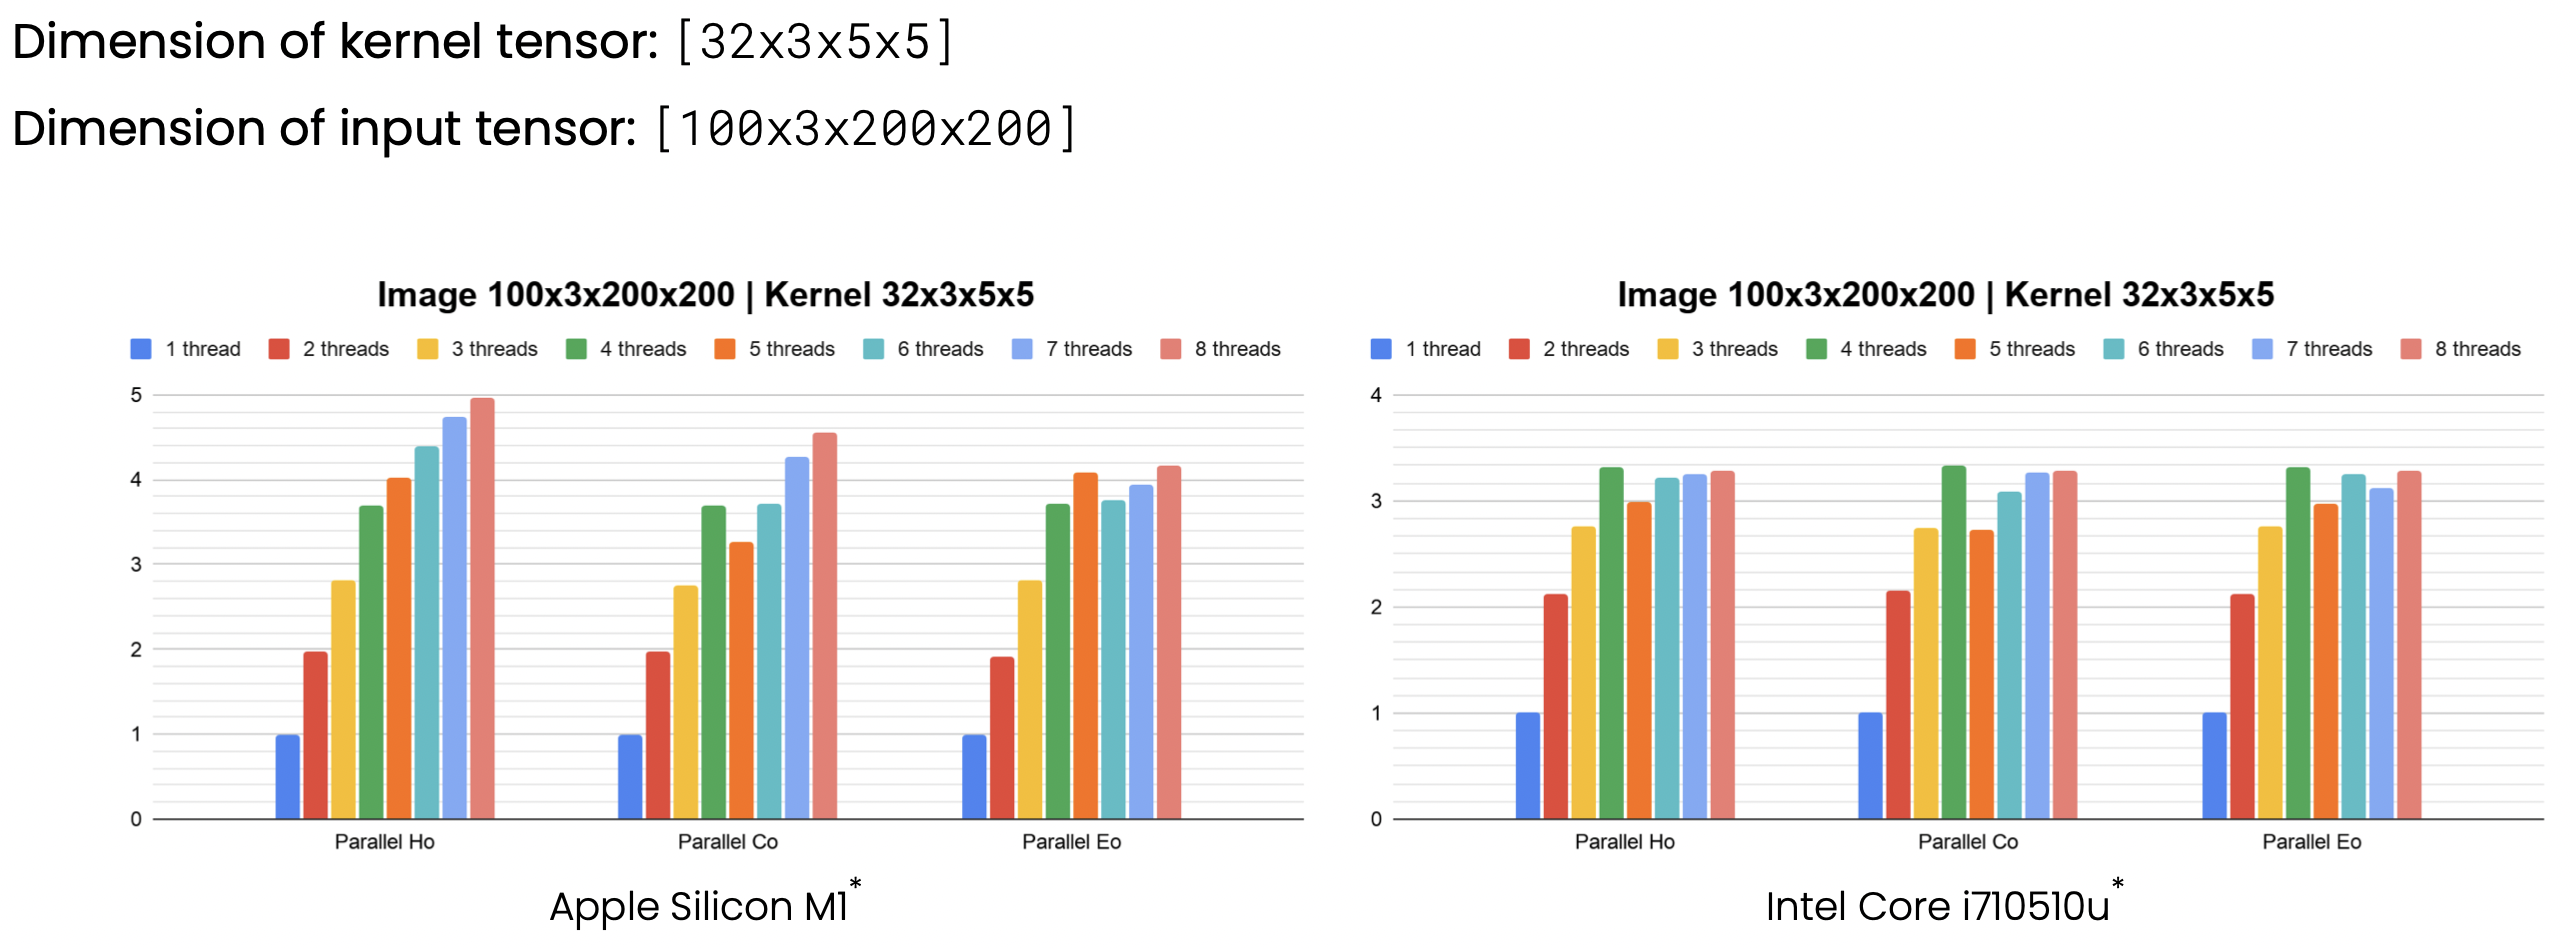 Dimension of kernel tensor: [32x3x5x5]
Dimension of input tensor: [100x3x200x200]
Image 100x3x200x200 | Kernel 32x3x5x5
1 thread 2 threads 3 threads 4 threads 5 threads 6 threads 7 threads 8 threads
5
4
3
2
1
0
Parallel Ho Parallel Co Parallel Eo
Apple Silicon M1*
Image 100x3x200x200 | Kernel 32x3x5x5
1 thread 2 threads 3 threads 4 threads 5 threads 6 threads 7 threads 8 threads
4
3
2
1
0
Parallel Ho Parallel Co Parallel Eo
Intel Core i710510u*